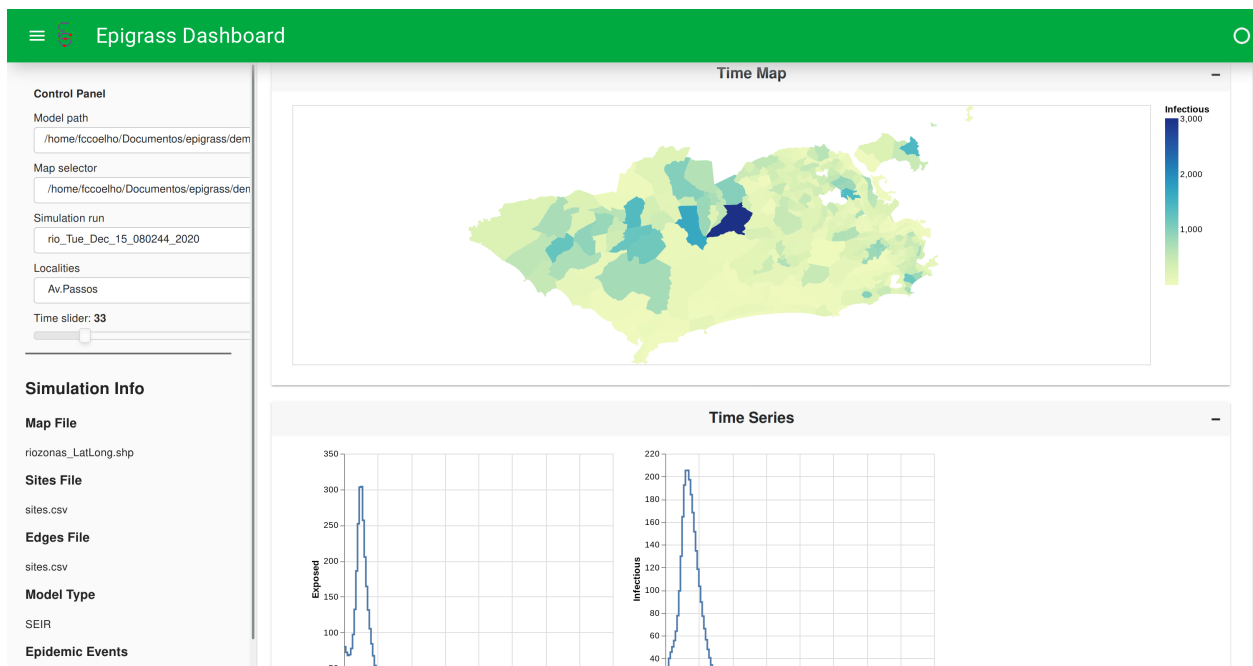 Epigrass Dashboard
Control Panel
Model path
/home/fccoelho/Documentos/epigrass/dem
Map selector
/home/fccoelho/Documentos/epigrass/den
Simulation run
rio_Tue_Dec_15_080244_2020
Localities
Av.Passos
Time slider: 33
Simulation Info
Map File
riozonas_LatLong.shp
Sites File
sites.csv
Edges File
sites.csv
Model Type
SEIR
Epidemic Events
Time Map
Infectious
3,000
2,000
1,000
Time Series
350
300
250
200
150
100
Exposed
220
200
180
160
140
120
100
80
60
40
Infectious